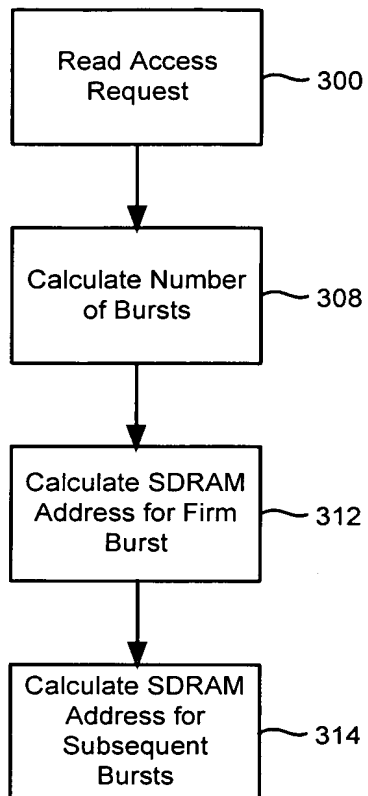 Read Access
Request
300
Calculate Number
of Bursts
308
Calculate SDRAM
Address for Firm
Burst
312
Calculate SDRAM
Address for
Subsequent
Bursts
314